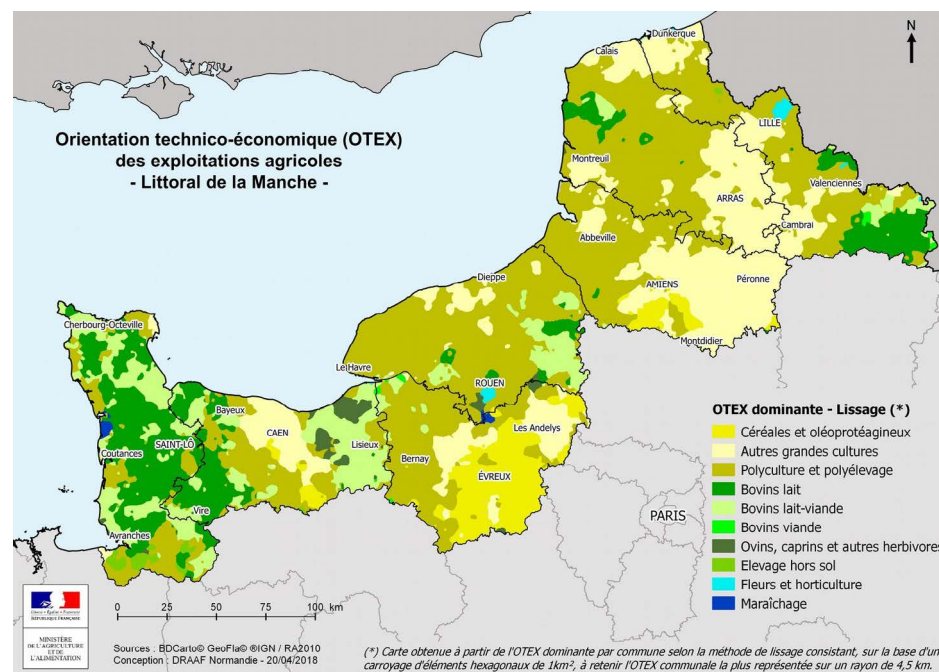 Orientation technico-économique (OTEX)
des exploitations agricoles
- Littoral de la Manche -
N
Dunkerque
Calais
LILLE
Montreuil
Valenciennes
ARRAS
Cambrai
Abbeville
Dieppe
AMIENS
Péronne
Montdidier
Cherbourg-Octeville
Le Havre
ROUEN
Bayeux
CAEN
Les Andelys
Coutances
SAINT-LÔ
Lisieux
Bernay
ÉVREUX
Vire
Avranches
PARIS
OTEX dominante - Lissage (*)
Céréales et oléoprotéagineux
Autres grandes cultures
Polyculture et polyélevage
Bovins lait
Bovins lait-viande
Bovins viande
Ovins, caprins et autres herbivores
Elevage hors sol
Fleurs et horticulture
Maraîchage
0 20 40 60 80 100 km
RÉPUBLIQUE FRANÇAISE
MINISTÈRE
DE L'AGRICULTURE
ET DE
L'ALIMENTATION
Sources : BDCarto© GeoFla© ©IGN / RA2010
Conception : DRAAF Normandie - 20/04/2018
(*) Carte obtenue à partir de l'OTEX dominante par commune selon la méthode de lissage consistant, sur la base d'un
carroyage d'éléments hexagonaux de 1km², à retenir l'OTEX communale la plus représentée sur un rayon de 4,5 km.